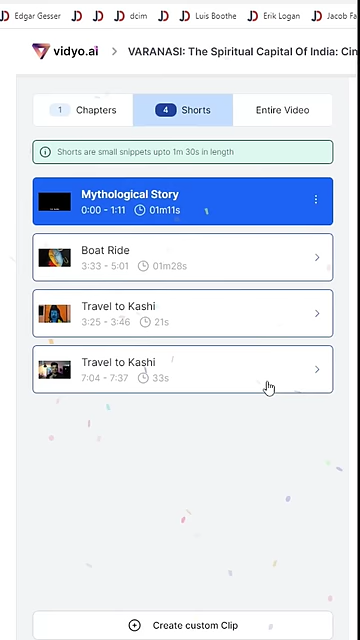 Edgar Gesser dcim Luis Boothe Erik Logan Jacob Fa
vidyo.ai > VARANASI: The Spiritual Capital Of India: Cin
1 Chapters 4 Shorts Entire Video
Shorts are small snippets upto 1m 30s in length
Mythological Story
0:00 - 1:11 01m11s
Boat Ride
3:33 - 5:01 01m28s
Travel to Kashi
3:25 - 3:46 21s
Travel to Kashi
7:04 - 7:37 33s
Create custom Clip